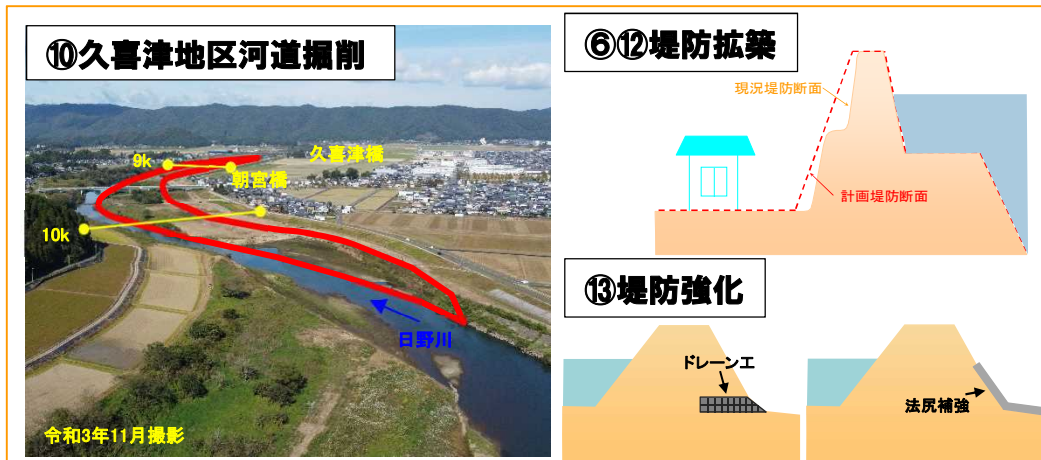 ⑩久喜津地区河道掘削
9k
久喜津橋
朝宮橋
10k
日野川
令和3年11月撮影
⑥⑫堤防拡築
現況堤防断面
計画堤防断面
⑬堤防強化
ドレーン工
法尻補強